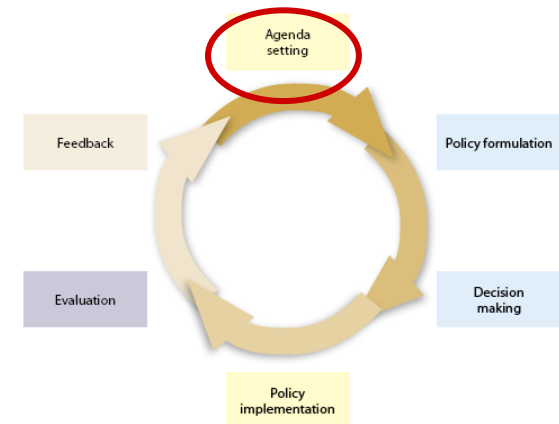 Agenda
setting
Policy formulation
Decision
making
Policy
implementation
Evaluation
Feedback